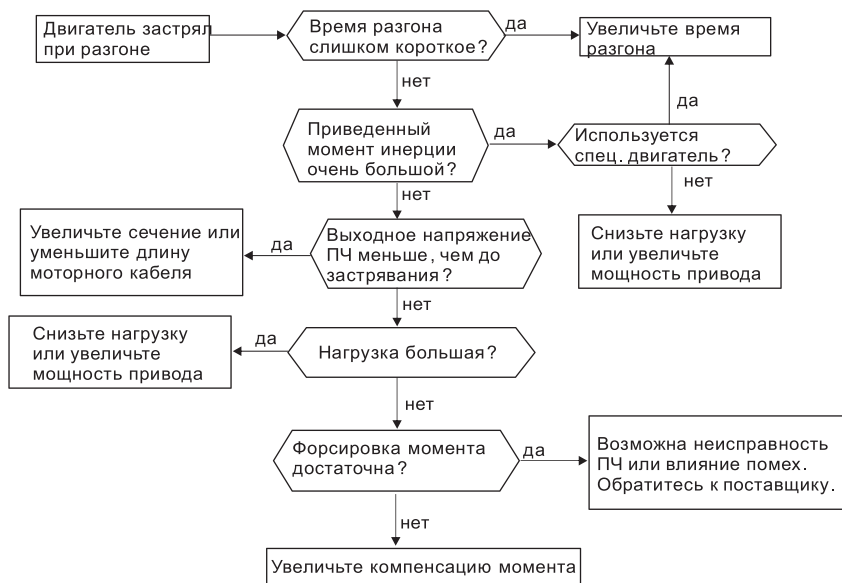 Двигатель застрял
при разгоне
Время разгона
слишком короткое?
да
Увеличьте время
разгона
нет
да
Приведенный
момент инерции
очень большой?
да
Используется
спец. двигатель?
нет
нет
Увеличьте сечение или
уменьшите длину
моторного кабеля
да
Выходное напряжение
ПЧ меньше, чем до
застрявания?
Снизьте нагрузку
или увеличьте
мощность привода
нет
Снизьте нагрузку
или увеличьте
мощность привода
да
Нагрузка большая?
нет
Форсировка момента
достаточна?
да
Возможна неисправность
ПЧ или влияние помех.
Обратитесь к поставщику.
нет
Увеличьте компенсацию момента